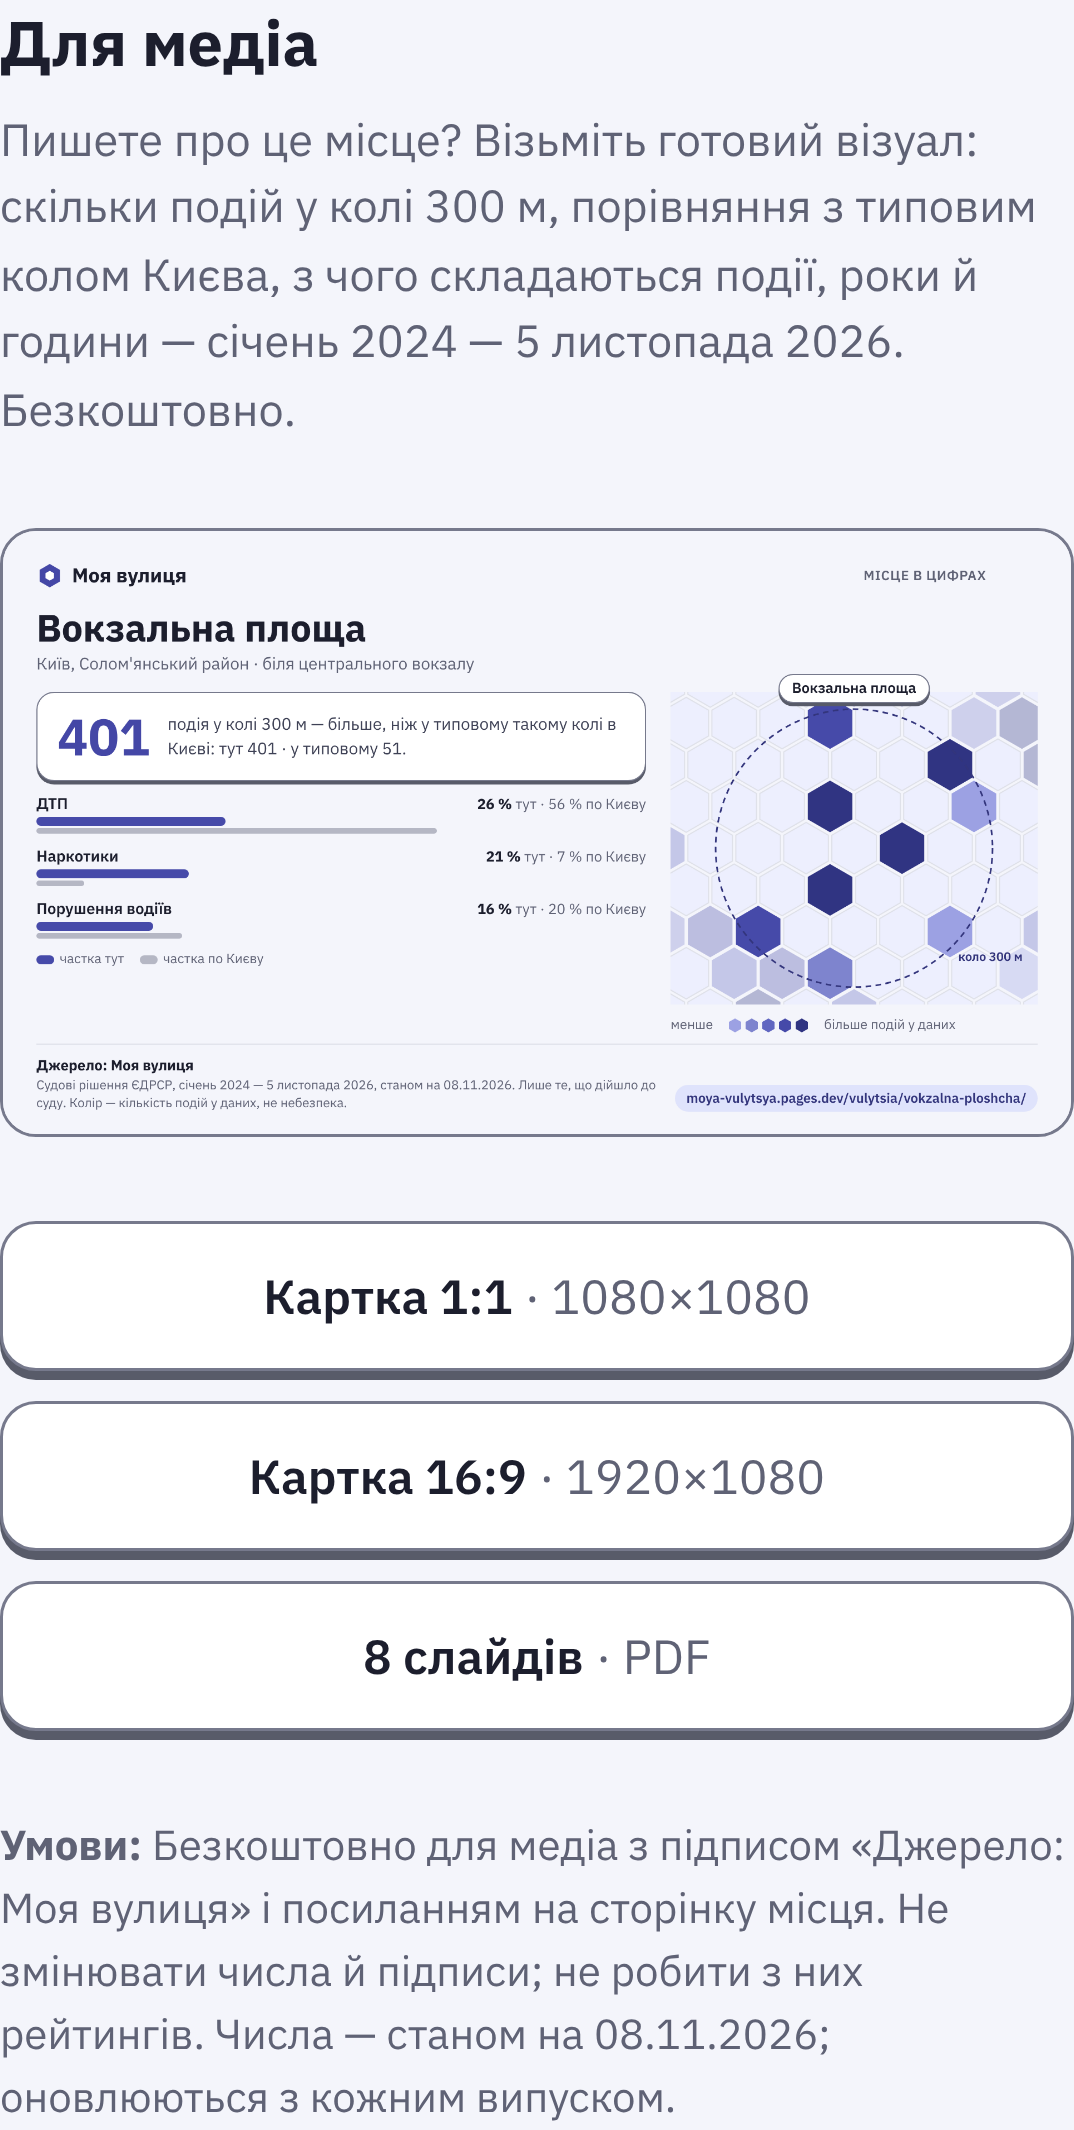 Для медіа
Пишете про це місце? Візьміть готовий візуал:
скільки подій у колі 300 м, порівняння з типовим
колом Києва, з чого складаються події, роки й
години — січень 2024 — 5 листопада 2026.
Безкоштовно.
Моя вулиця
МІСЦЕ В ЦИФРАХ
Вокзальна площа
Київ, Солом'янський район · біля центрального вокзалу
401
подія у колі 300 м — більше, ніж у типовому такому колі в
Києві: тут 401 · у типовому 51.
ДТП
26 % тут · 56 % по Києву
Наркотики
21 % тут · 7 % по Києву
Порушення водіїв
16 % тут · 20 % по Києву
частка тут
частка по Києву
Вокзальна площа
коло 300 м
менше
більше подій у даних
Джерело: Моя вулиця
Судові рішення ЄДРСР, січень 2024 — 5 листопада 2026, станом на 08.11.2026. Лише те, що дійшло до
суду. Колір — кількість подій у даних, не небезпека.
moya-vulytsya.pages.dev/vulytsia/vokzalna-ploshcha/
Картка 1:1 · 1080×1080
Картка 16:9 · 1920×1080
8 слайдів · PDF
Умови: Безкоштовно для медіа з підписом «Джерело:
Моя вулиця» і посиланням на сторінку місця. Не
змінювати числа й підписи; не робити з них
рейтингів. Числа — станом на 08.11.2026;
оновлюються з кожним випуском.